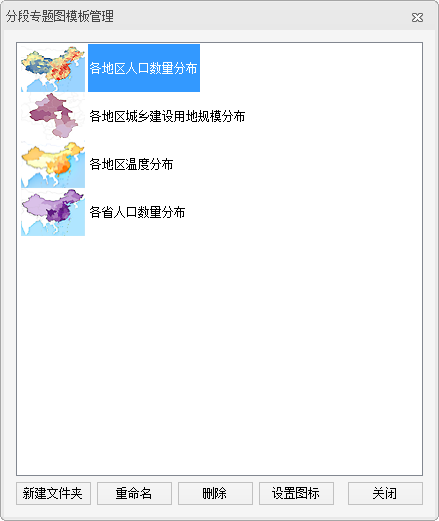 分段专题图模板管理
各地区人口数量分布
各地区城乡建设用地规模分布
各地区温度分布
各省人口数量分布
新建文件夹
重命名
删除
设置图标
关闭